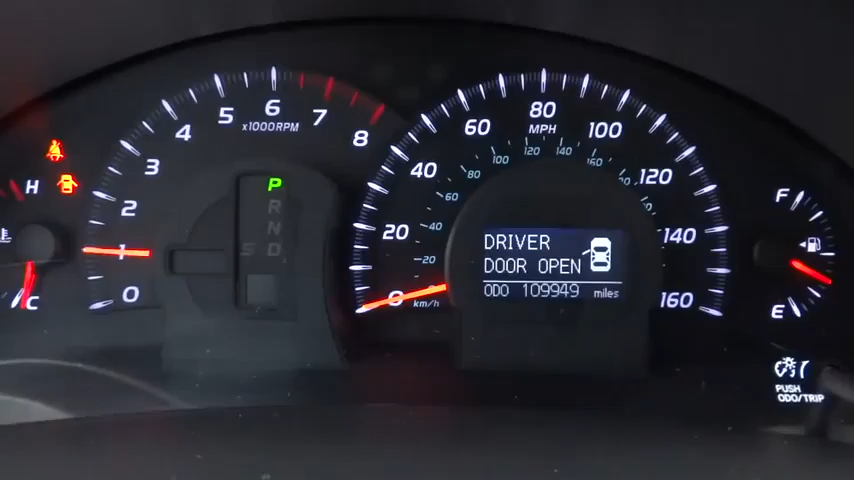 H
C
0
1
2
3
4
5
6
7
8
x1000RPM
P
R
N
S D
0
20
40
60
80
100
120
140
160
MPH
20
40
60
80
100
120
140
160
km/h
DRIVER
DOOR OPEN
ODO 109949 miles
F
E
PUSH
ODO/TRIP